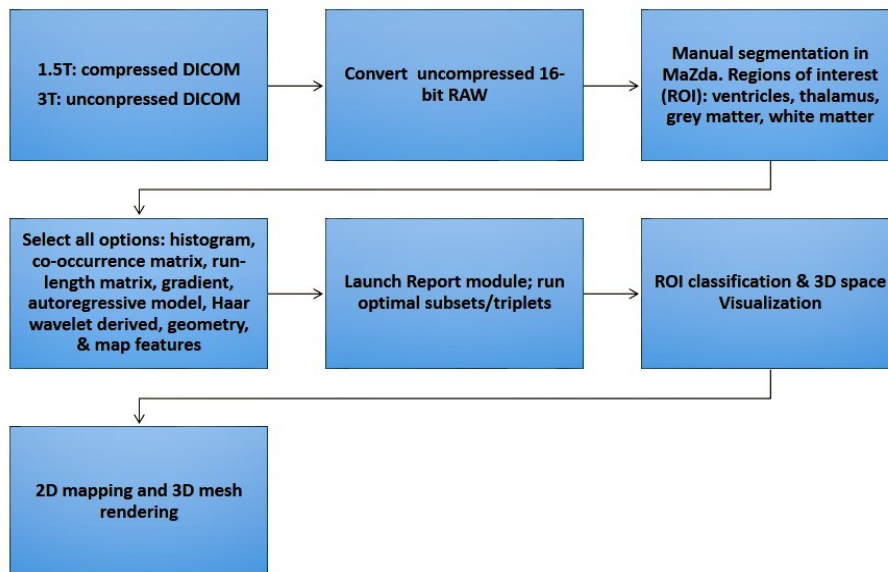 1.5T: compressed DICOM
3T: unpressed DICOM
Convert uncompressed 16-
bit RAW
Manual segmentation in
MaZda. Regions of interest
(ROI): ventricles, thalamus,
grey matter, white matter
Select all options: histogram,
co-occurrence matrix, run-
length matrix, gradient,
autoregressive model, Haar
wavelet derived, geometry,
& map features
Launch Report module; run
optimal subsets/triplets
ROI classification & 3D space
Visualization
2D mapping and 3D mesh
rendering